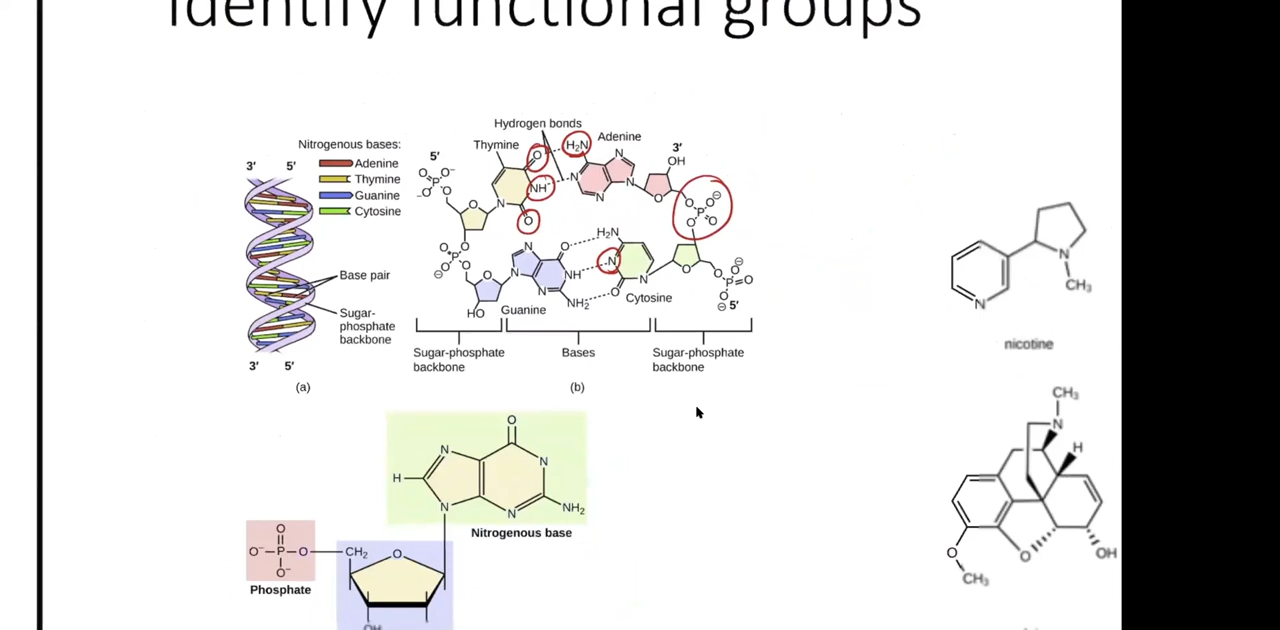 Identify functional groups
Hydrogen bonds
Nitrogenous bases:
Adenine
Thymine
Guanine
Cytosine
3′ 5′
Base pair
Sugar-
phosphate
backbone
3′ 5′
(a)
Thymine
Adenine
5′
3′
OH
O
H₂N
N
NH
N
N
N
N
O
O
O
O
P
O⁻
⁻O
O
O
O
P
O
O
O
P
O
O
H₂N
N
O
N
NH
N
N
N
NH₂
O
N
O
O
O
P
O
O
5′
O
HO
Guanine
Cytosine
Sugar-phosphate
backbone
Bases
Sugar-phosphate
backbone
(b)
O
N
N
H
N
N
NH₂
Nitrogenous base
O
O⁻
P
O
O⁻
Phosphate
CH₂
O
OH
N
N
CH₃
nicotine
CH₃
N
H
O
CH₃
O
OH